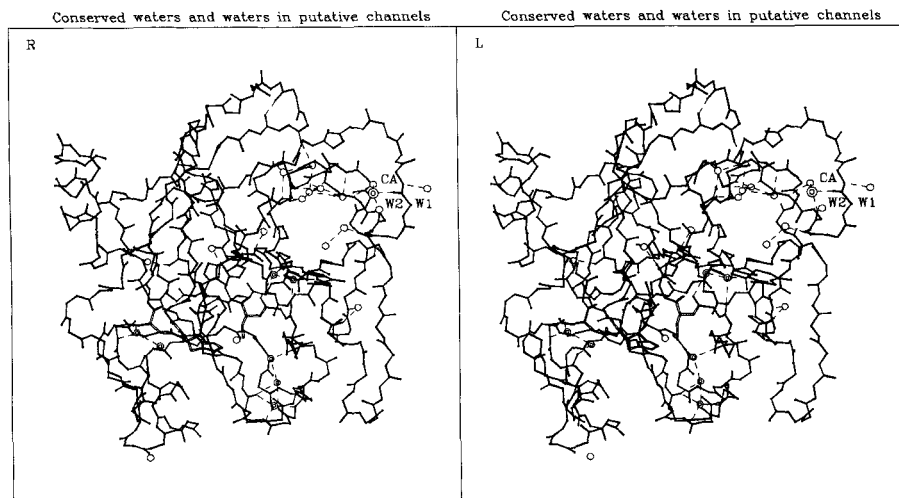 Conserved waters and waters in putative channels
Conserved waters and waters in putative channels
R
L
CA
W2 W1
CA
W2 W1